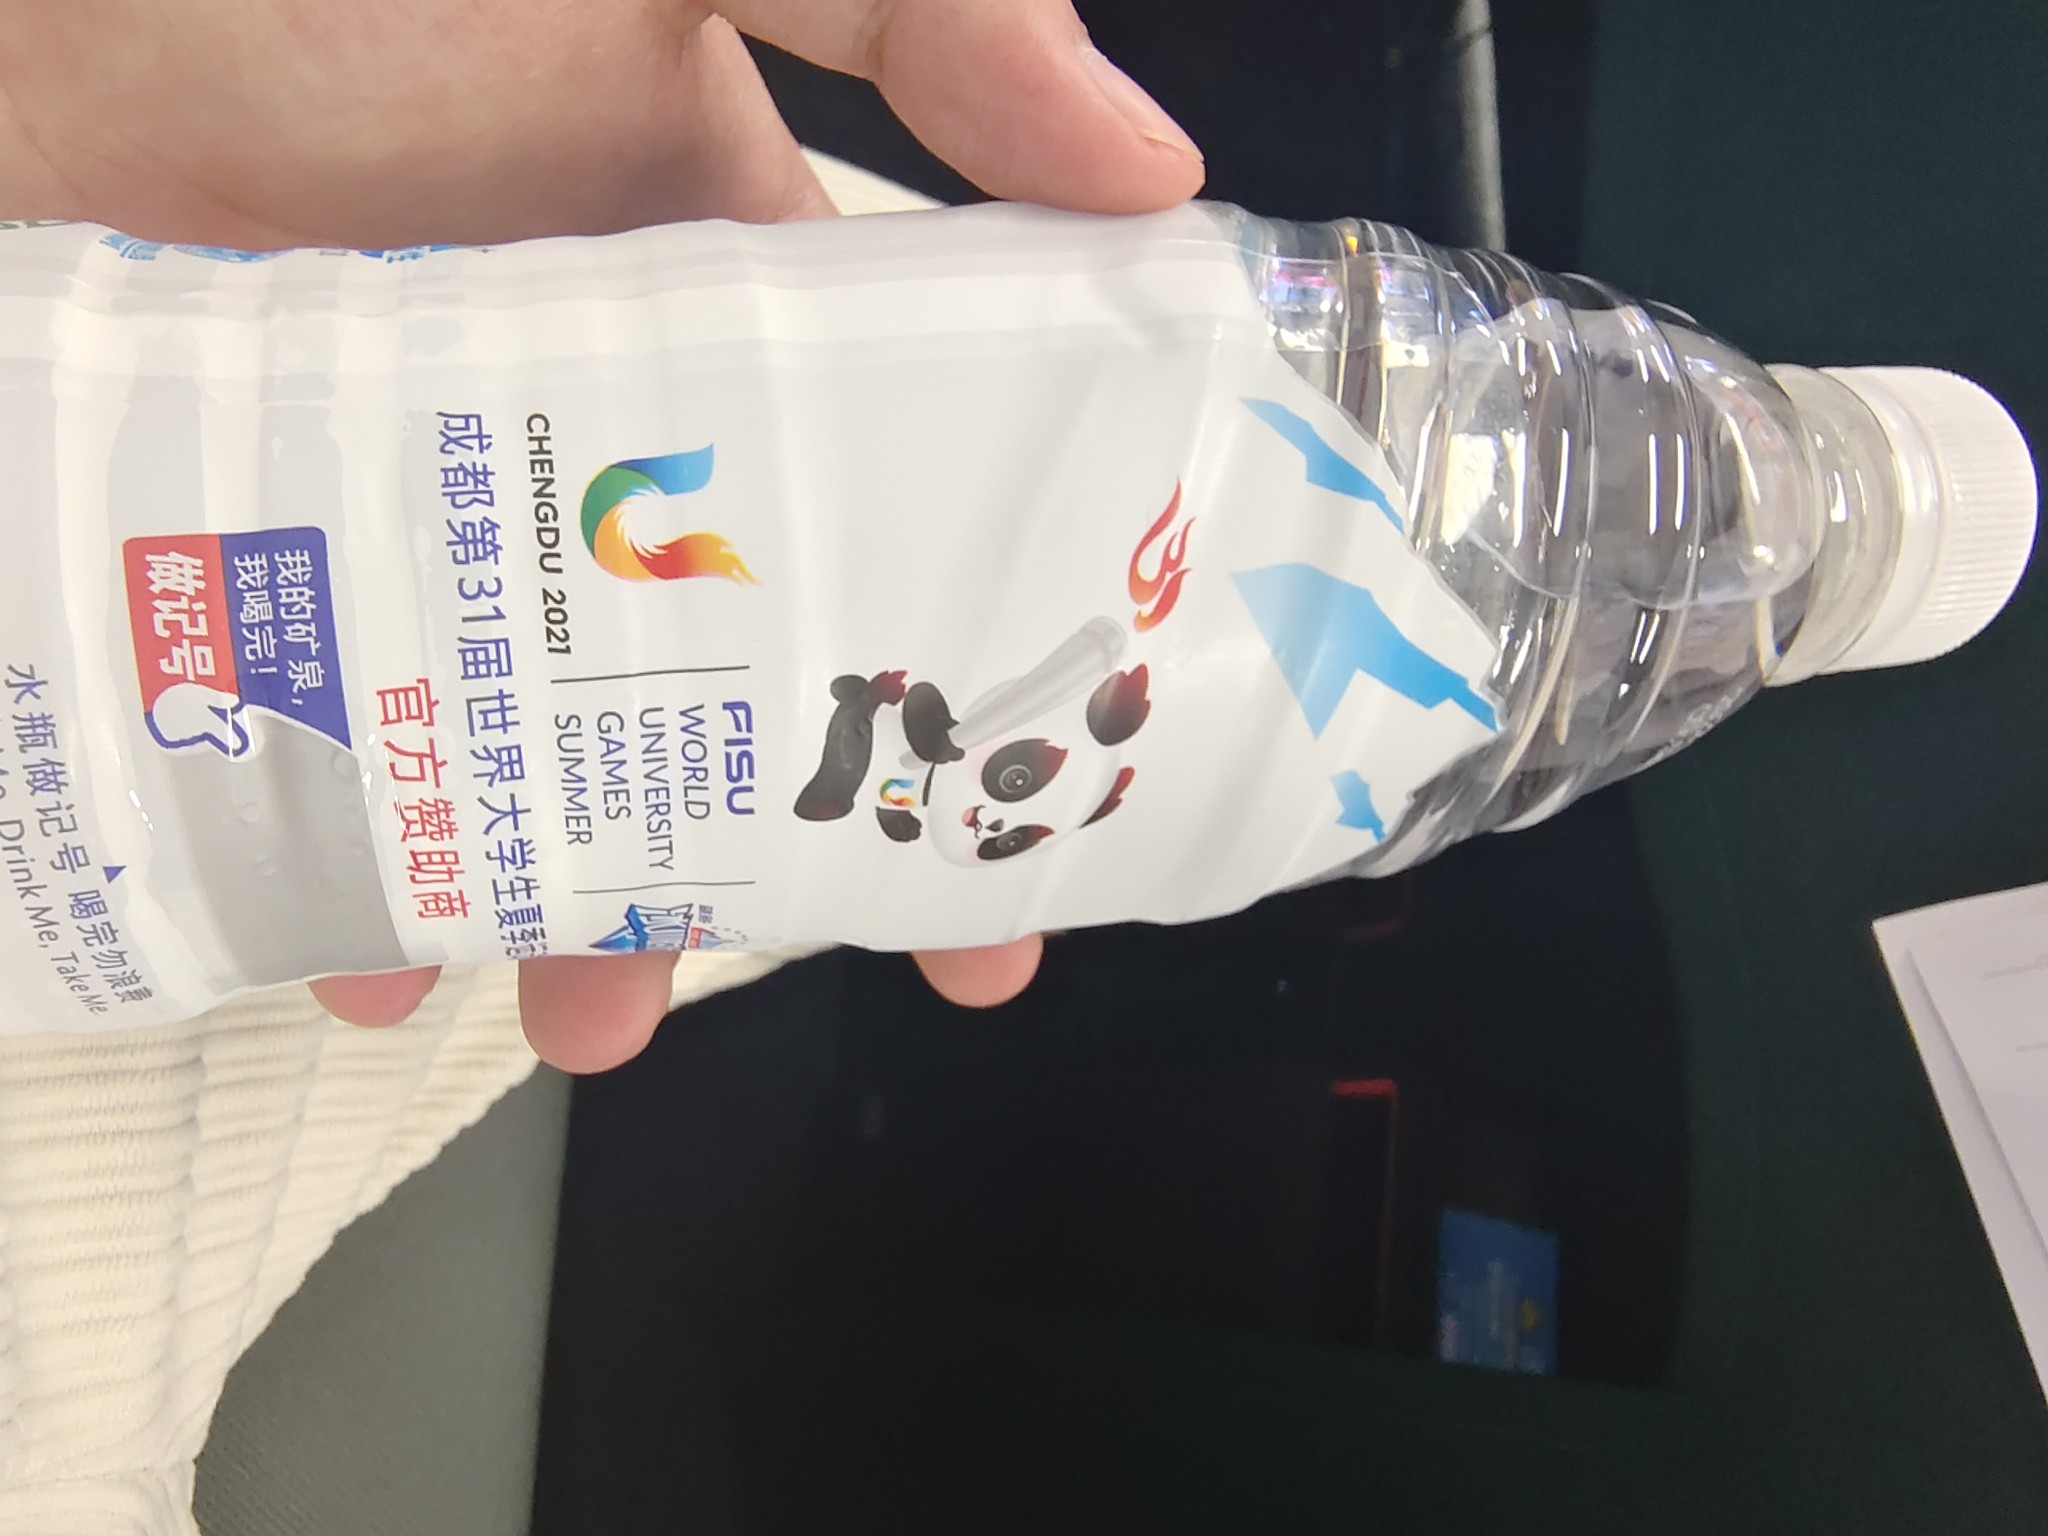 CHENGDU 2021
FISU
WORLD
UNIVERSITY
GAMES
SUMMER
成都第31届世界大学生夏季
官方赞助商
我的矿泉,
我喝完!
做记号
水瓶做记号 喝完勿浪费
Drink Me, Take Me.